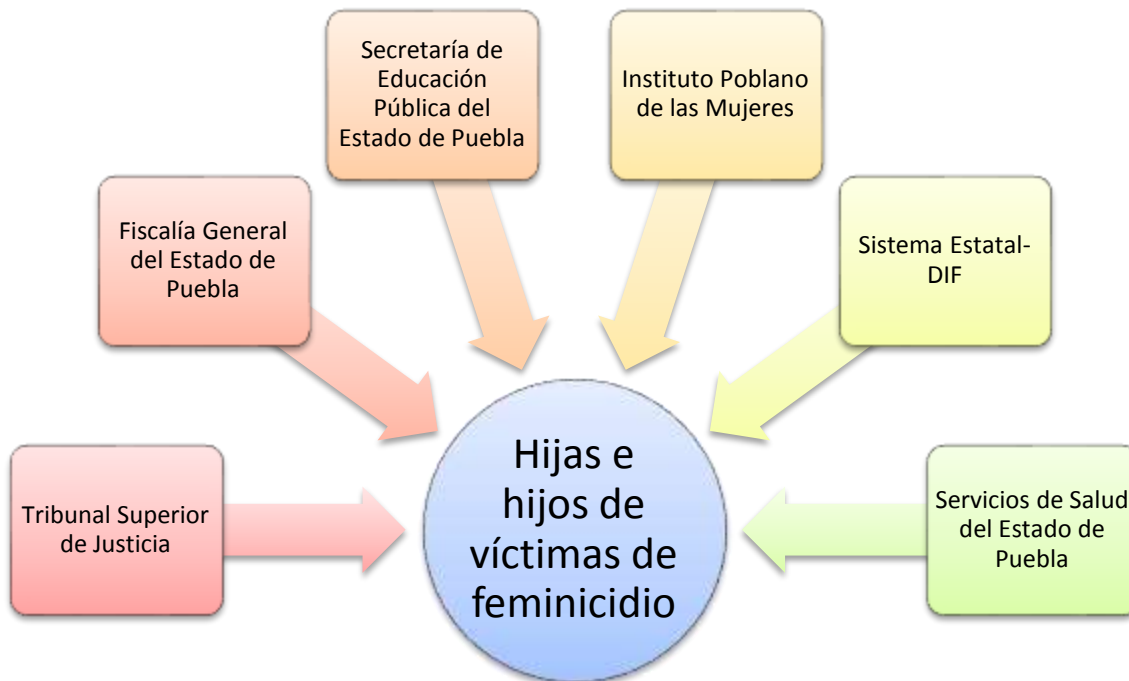 Secretaría de
Educación
Pública del
Estado de Puebla
Instituto Poblano
de las Mujeres
Fiscalía General
del Estado de
Puebla
Sistema Estatal-
DIF
Tribunal Superior
de Justicia
Hijas e
hijos de
víctimas de
feminicidio
Servicios de Salud
del Estado de
Puebla